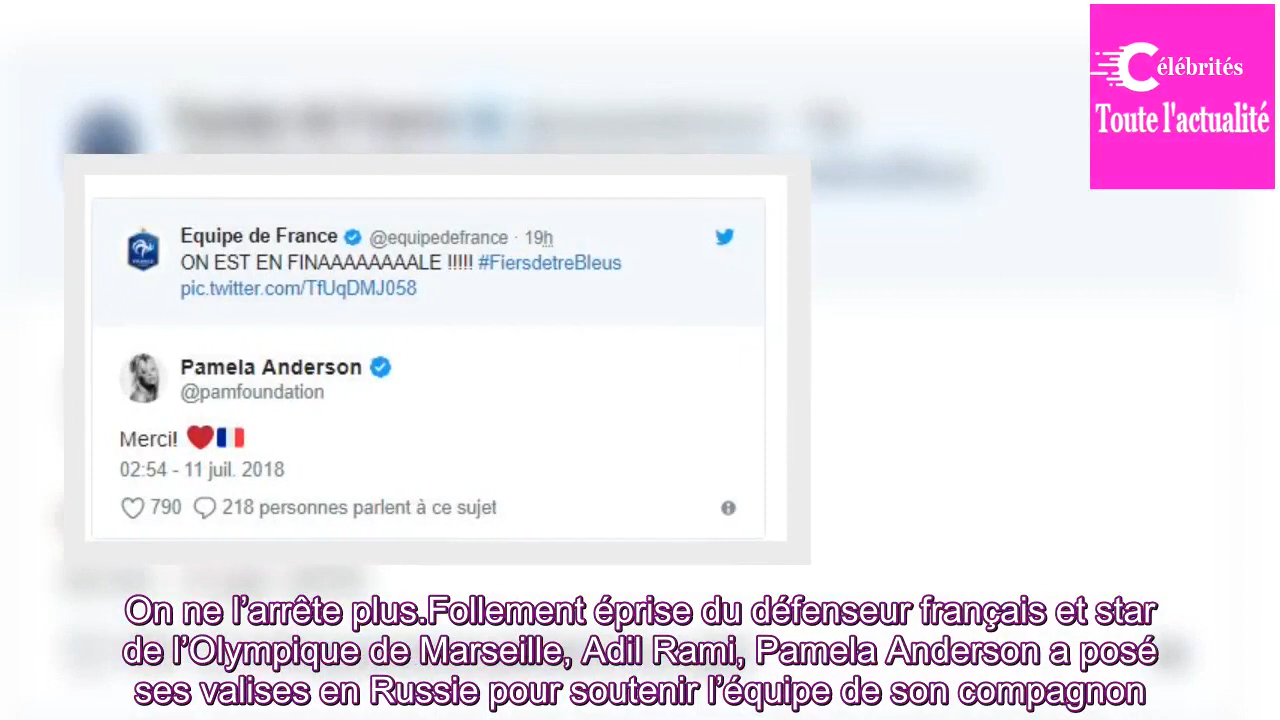 Célébrités
Toute l'actualité
Equipe de France @equipedefrance · 19h
ON EST EN FINAAAAAAAALE !!!!! #FiersdetreBleus
pic.twitter.com/TfUqDMJ058
Pamela Anderson
@pamfoundation
Merci! ❤️🇫🇷
02:54 - 11 juil. 2018
790 218 personnes parlent à ce sujet
On ne l’arrête plus.Follement éprise du défenseur français et star
de l’Olympique de Marseille, Adil Rami, Pamela Anderson a posé
ses valises en Russie pour soutenir l’équipe de son compagnon